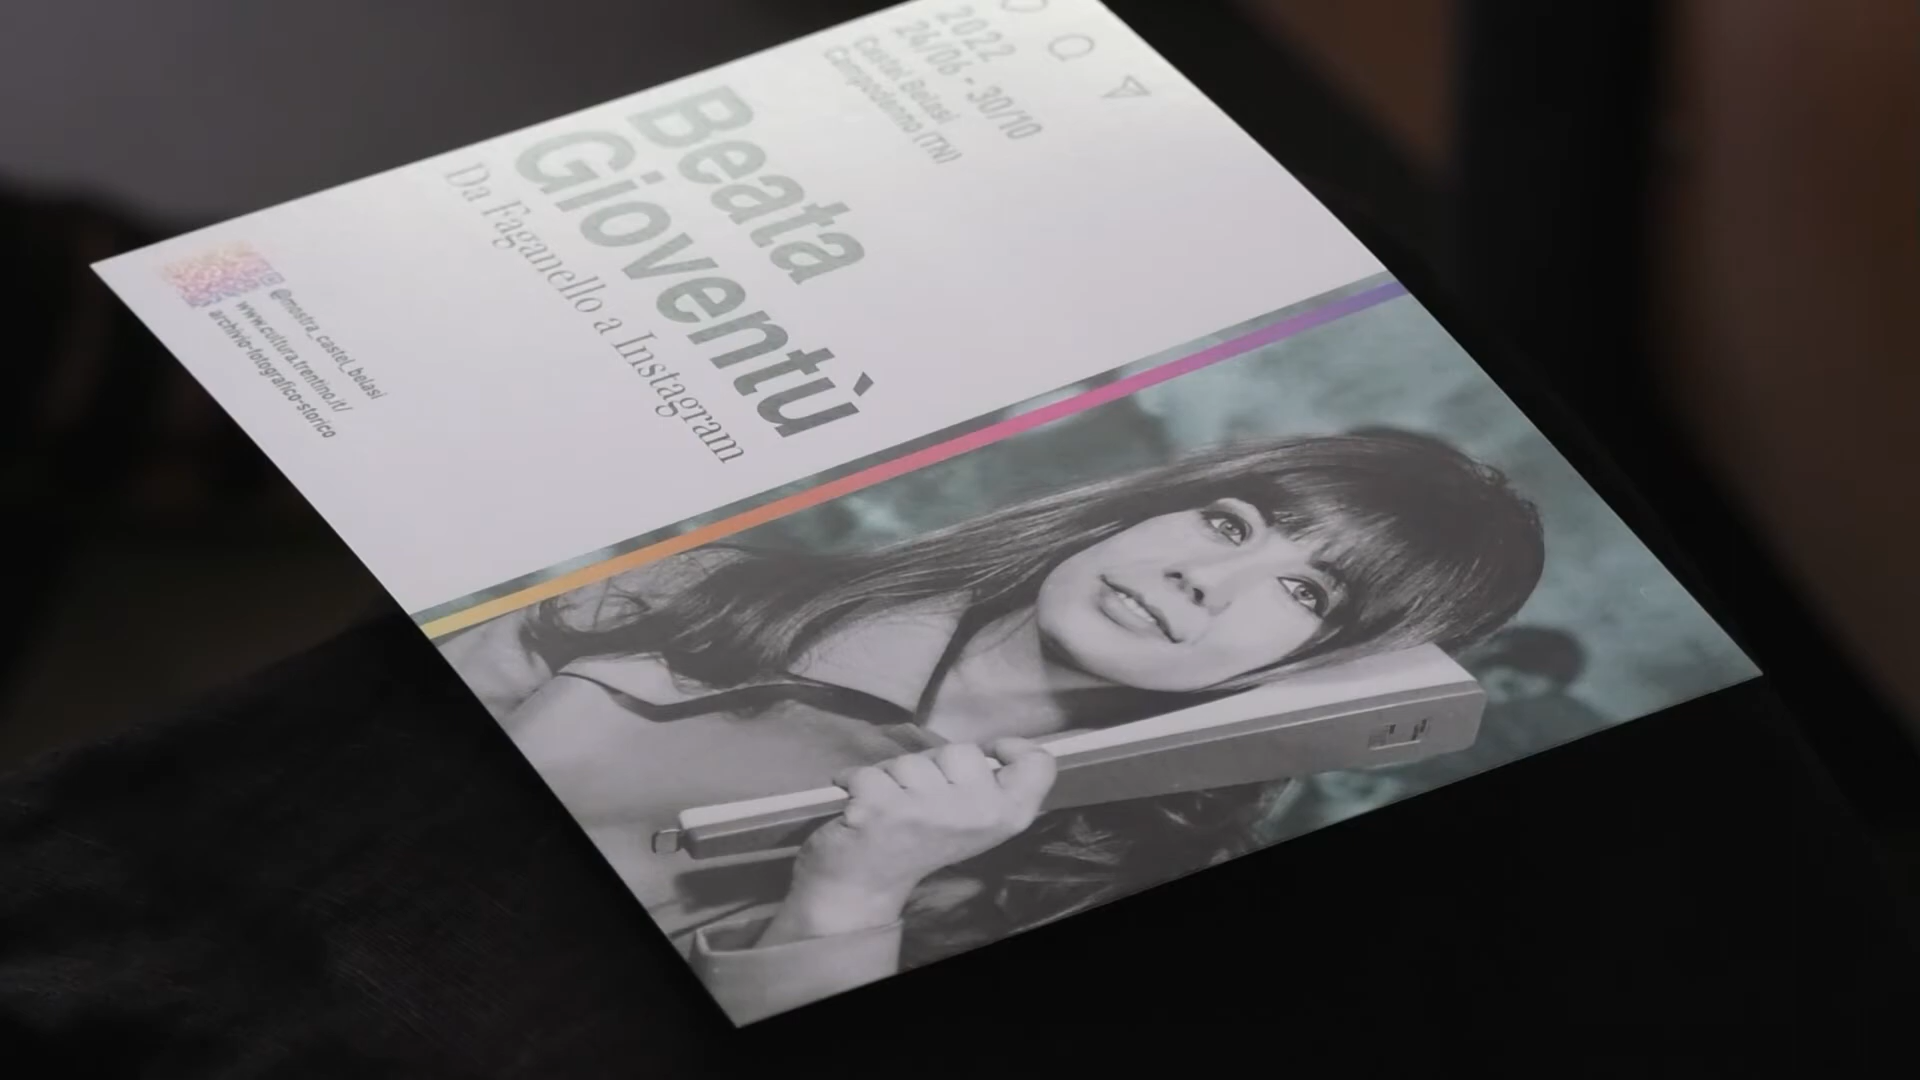 2022
24/06 - 30/10
Castel Belasi
Campodenno (TN)
Beata
Gioventù
Da Faganello a Instagram
@mostra_castel_belasi
www.cultura.trentino.it/
archivio-fotografico-storico